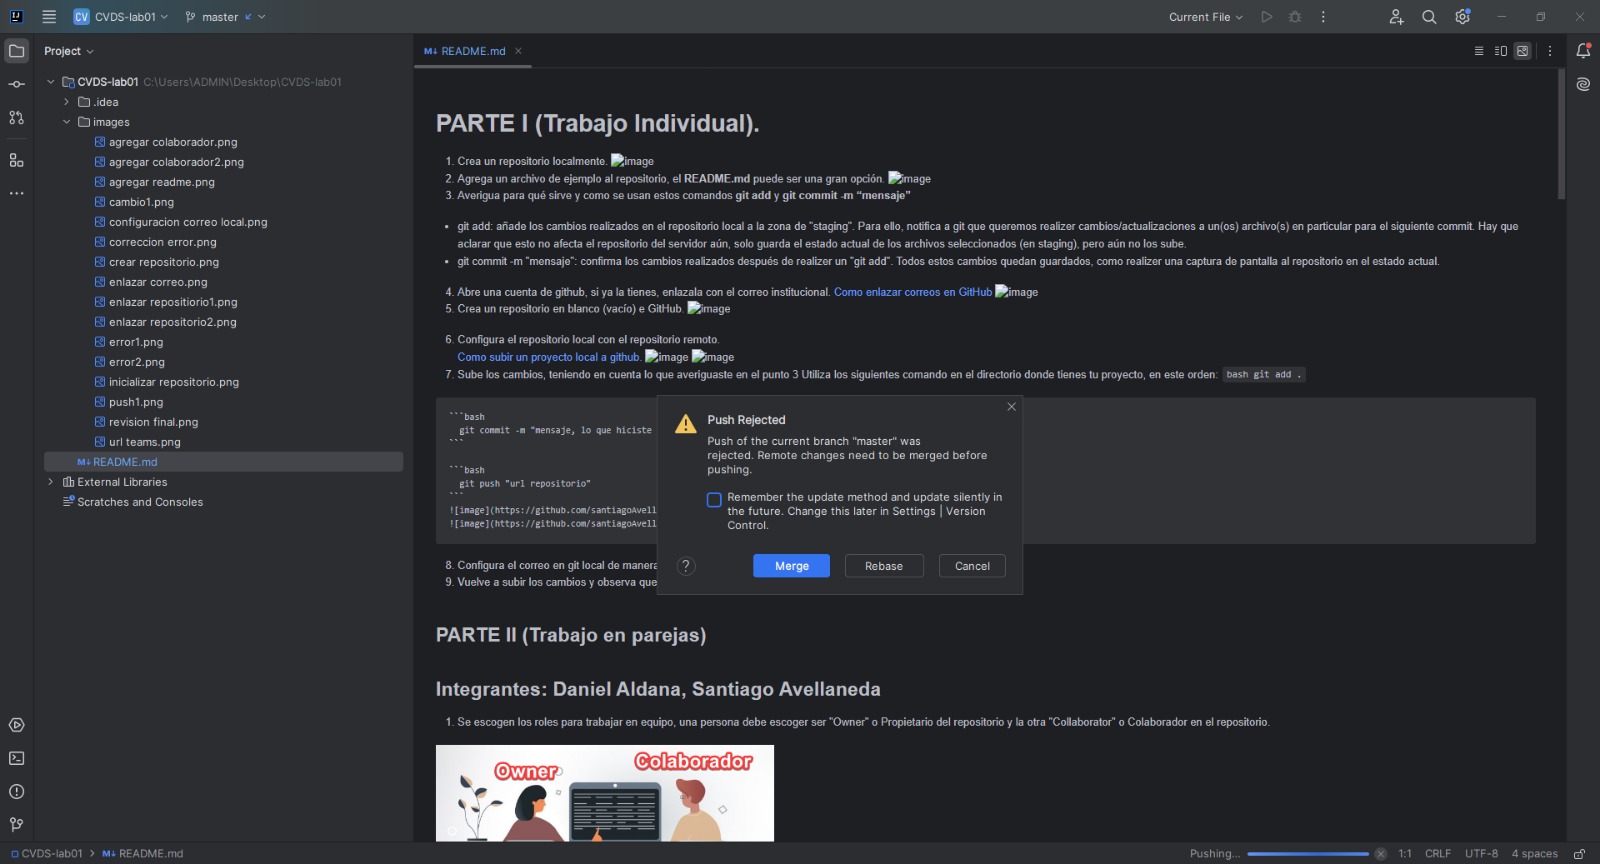 CV CVDS-lab01 master Current File
Project
README.md
CVDS-lab01 C:\Users\ADMIN\Desktop\CVDS-lab01
.idea
images
agregar colaborador.png
agregar colaborador2.png
agregar readme.png
cambio1.png
configuracion correo local.png
correccion error.png
crear repositorio.png
enlazar correo.png
enlazar repositiorio1.png
enlazar repositorio2.png
error1.png
error2.png
inicializar repositorio.png
push1.png
revision final.png
url teams.png
M↓ README.md
External Libraries
Scratches and Consoles
PARTE I (Trabajo Individual).
1. Crea un repositorio localmente. image
2. Agrega un archivo de ejemplo al repositorio, el README.md puede ser una gran opción. image
3. Averigua para qué sirve y como se usan estos comandos git add y git commit -m “mensaje”
• git add: añade los cambios realizados en el repositorio local a la zona de "staging". Para ello, notifica a git que queremos realizar cambios/actualizaciones a un(os) archivo(s) en particular para el siguiente commit. Hay que
aclarar que esto no afecta el repositorio del servidor aún, solo guarda el estado actual de los archivos seleccionados (en staging), pero aún no los sube.
• git commit -m "mensaje": confirma los cambios realizados después de realizar un "git add". Todos estos cambios quedan guardados, como realizar una captura de pantalla al repositorio en el estado actual.
4. Abre una cuenta de github, si ya la tienes, enlazala con el correo institucional. Como enlazar correos en GitHub image
5. Crea un repositorio en blanco (vacío) e GitHub. image
6. Configura el repositorio local con el repositorio remoto.
Como subir un proyecto local a github. image image
7. Sube los cambios, teniendo en cuenta lo que averiguaste en el punto 3 Utiliza los siguientes comando en el directorio donde tienes tu proyecto, en este orden: bash git add .
```bash
git commit -m "mensaje, lo que hiciste
```
```bash
git push "url repositorio"
```
![image](https://github.com/santiagoAvell
![image](https://github.com/santiagoAvell
8. Configura el correo en git local de manera
9. Vuelve a subir los cambios y observa que
Push Rejected
Push of the current branch "master" was
rejected. Remote changes need to be merged before
pushing.
Remember the update method and update silently in
the future. Change this later in Settings | Version
Control.
? Merge Rebase Cancel
PARTE II (Trabajo en parejas)
Integrantes: Daniel Aldana, Santiago Avellaneda
1. Se escogen los roles para trabajar en equipo, una persona debe escoger ser "Owner" o Propietario del repositorio y la otra "Collaborator" o Colaborador en el repositorio.
Owner Colaborador
CVDS-lab01 > M↓ README.md Pushing... 1:1 CRLF UTF-8 4 spaces